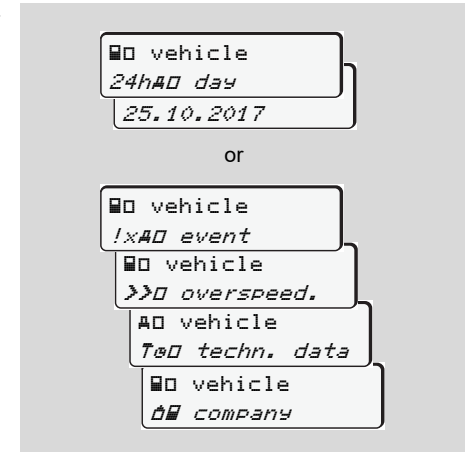 vehicle
24h day
25.10.2017
or
vehicle
!x event
vehicle
>> overspeed.
vehicle
techn. data
vehicle
company